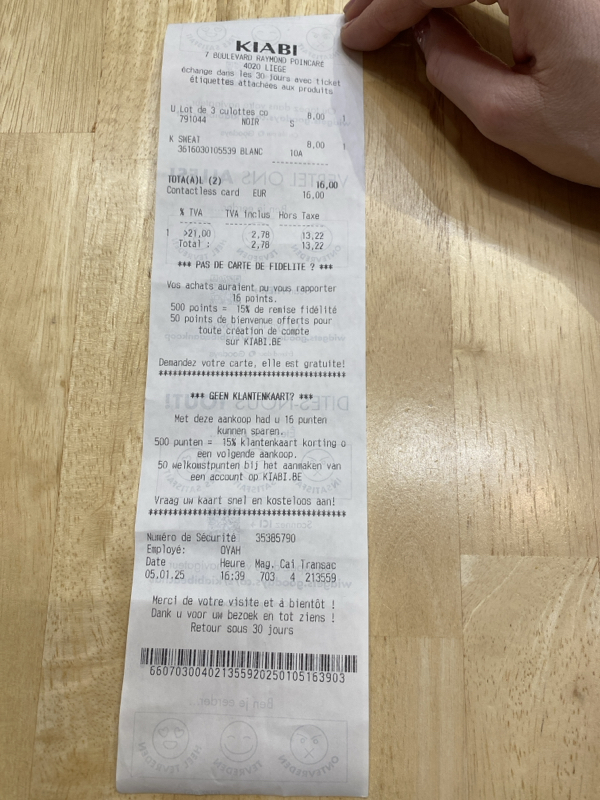 KIABI
7 BOULEVARD RAYMOND POINCARE
4020 LIEGE
échange dans les 30 jours avec ticket
étiquettes attachées aux produits
U Lot de 3 culottes co 8,00 1
791044 NOIR S
K SWEAT 8,00 1
3616030105539 BLANC 10A
TOTA(A)L (2) 16,00
Contactless card EUR 16,00
% TVA TVA inclus Hors Taxe
1 >21,00 2,78 13,22
Total : 2,78 13,22
*** PAS DE CARTE DE FIDELITE ? ***
Vos achats auraient pu vous rapporter
16 points.
500 points = 15% de remise fidélité
50 points de bienvenue offerts pour
toute création de compte
sur KIABI.BE
Demandez votre carte, elle est gratuite!
****************************************
*** GEEN KLANTENKAART? ***
Met deze aankoop had u 16 punten
kunnen sparen.
500 punten = 15% klantenkaart korting o
een volgende aankoop.
50 welkomstpunten bij het aanmaken van
een account op KIABI.BE
Vraag uw kaart snel en kosteloos aan!
****************************************
Numéro de Sécurité 35385790
Employé: OYAH
Date Heure Mag. Cai Transac
05.01.25 16:39 703 4 213559
Merci de votre visite et à bientôt !
Dank u voor uw bezoek en tot ziens !
Retour sous 30 jours
66070300402135592025010516 3903